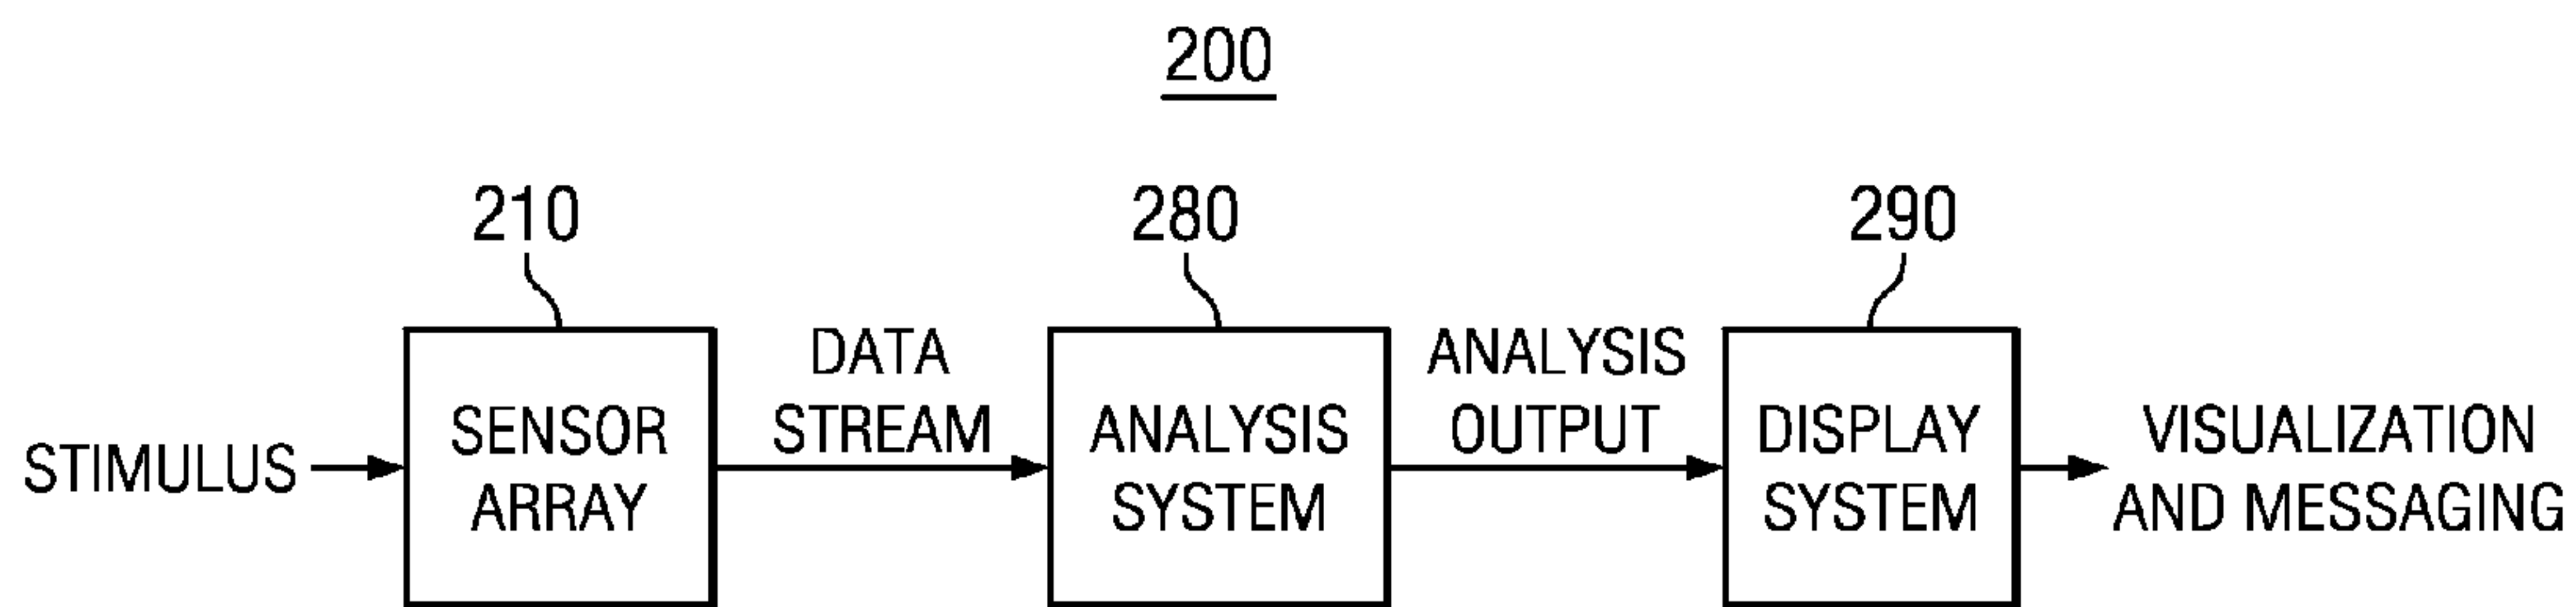 200
210
280
290
STIMULUS
SENSOR
ARRAY
DATA
STREAM
ANALYSIS
SYSTEM
ANALYSIS
OUTPUT
DISPLAY
SYSTEM
VISUALIZATION
AND MESSAGING